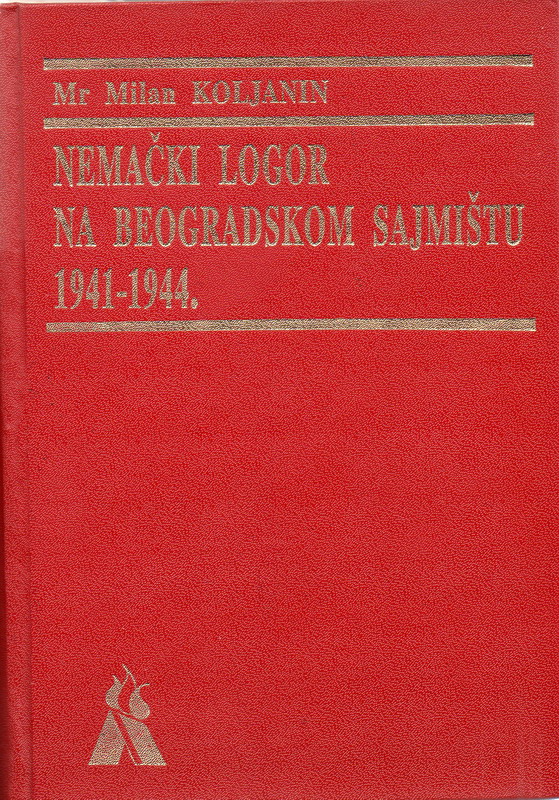 Mr Milan KOLJANIN
NEMAČKI LOGOR
NA BEOGRADSKOM SAJMIŠTU
1941-1944.